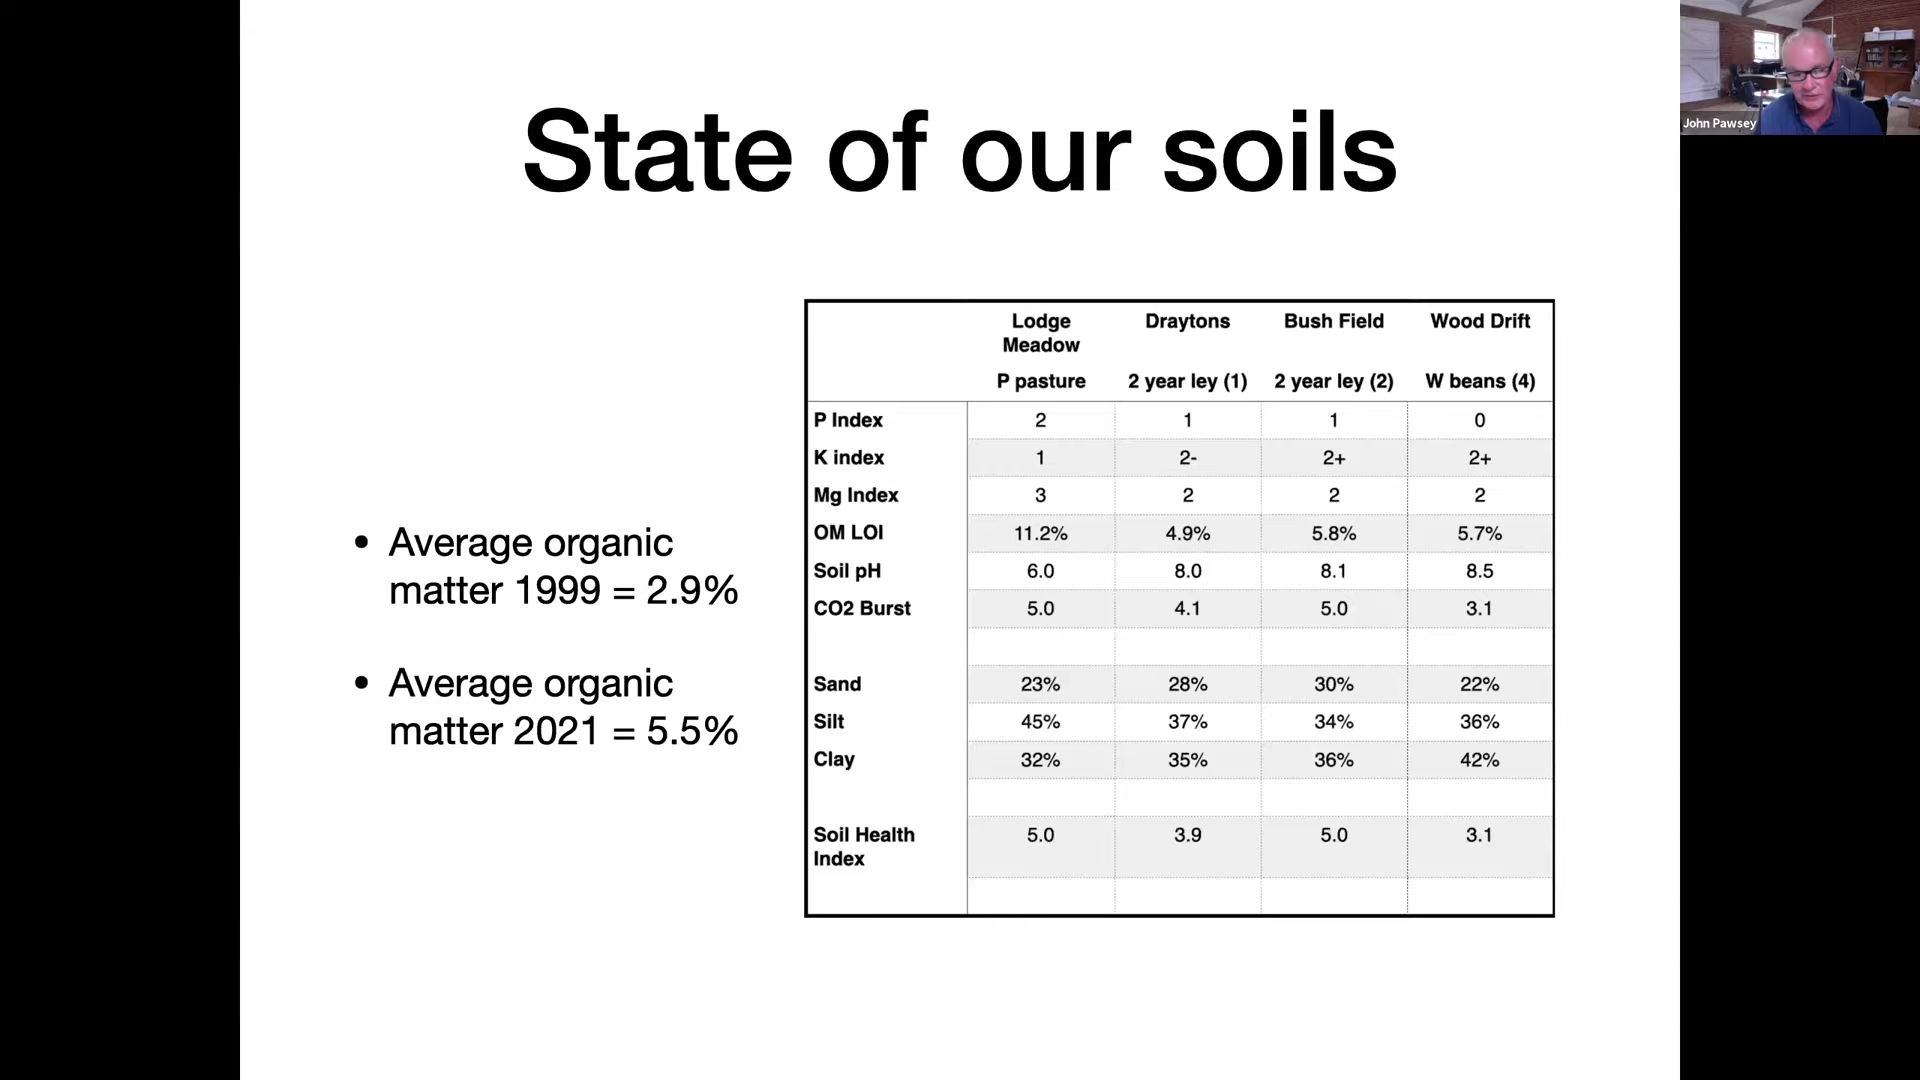 State of our soils
John Pawsey
• Average organic
matter 1999 = 2.9%
• Average organic
matter 2021 = 5.5%
Lodge Meadow Draytons Bush Field Wood Drift
P pasture 2 year ley (1) 2 year ley (2) W beans (4)
P Index 2 1 1 0
K index 1 2- 2+ 2+
Mg Index 3 2 2 2
OM LOI 11.2% 4.9% 5.8% 5.7%
Soil pH 6.0 8.0 8.1 8.5
CO2 Burst 5.0 4.1 5.0 3.1
Sand 23% 28% 30% 22%
Silt 45% 37% 34% 36%
Clay 32% 35% 36% 42%
Soil Health Index 5.0 3.9 5.0 3.1